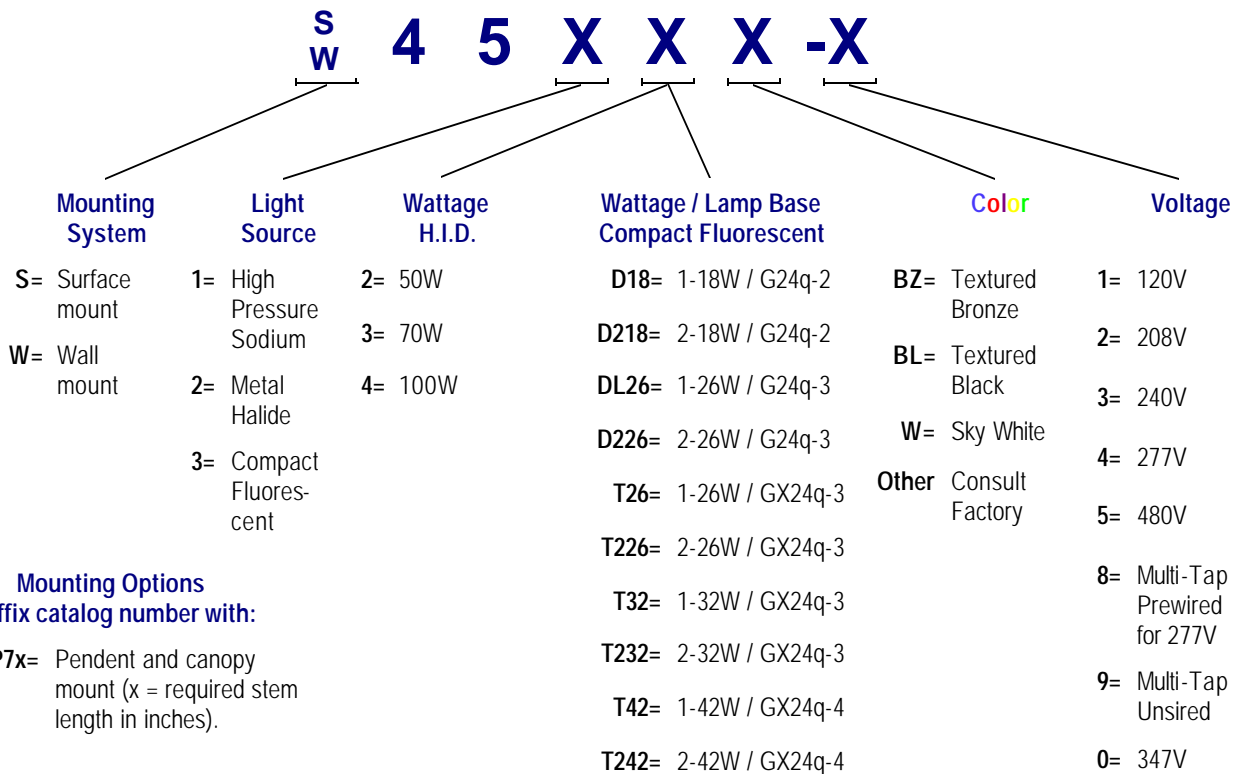 S
W 4 5 X X X -X
Mounting
System
S= Surface
mount
W= Wall
mount
Light
Source
1= High
Pressure
Sodium
2= Metal
Halide
3= Compact
Fluores-
cent
Wattage
H.I.D.
2= 50W
3= 70W
4= 100W
Wattage / Lamp Base
Compact Fluorescent
D18= 1-18W / G24q-2
D218= 2-18W / G24q-2
DL26= 1-26W / G24q-3
D226= 2-26W / G24q-3
T26= 1-26W / GX24q-3
T226= 2-26W / GX24q-3
T32= 1-32W / GX24q-3
T232= 2-32W / GX24q-3
T42= 1-42W / GX24q-4
T242= 2-42W / GX24q-4
Color
BZ= Textured
Bronze
BL= Textured
Black
W= Sky White
Other Consult
Factory
Voltage
1= 120V
2= 208V
3= 240V
4= 277V
5= 480V
8= Multi-Tap
Prewired
for 277V
9= Multi-Tap
Unsired
0= 347V
Mounting Options
ffix catalog number with:
7x= Pendent and canopy
mount (x = required stem
length in inches).